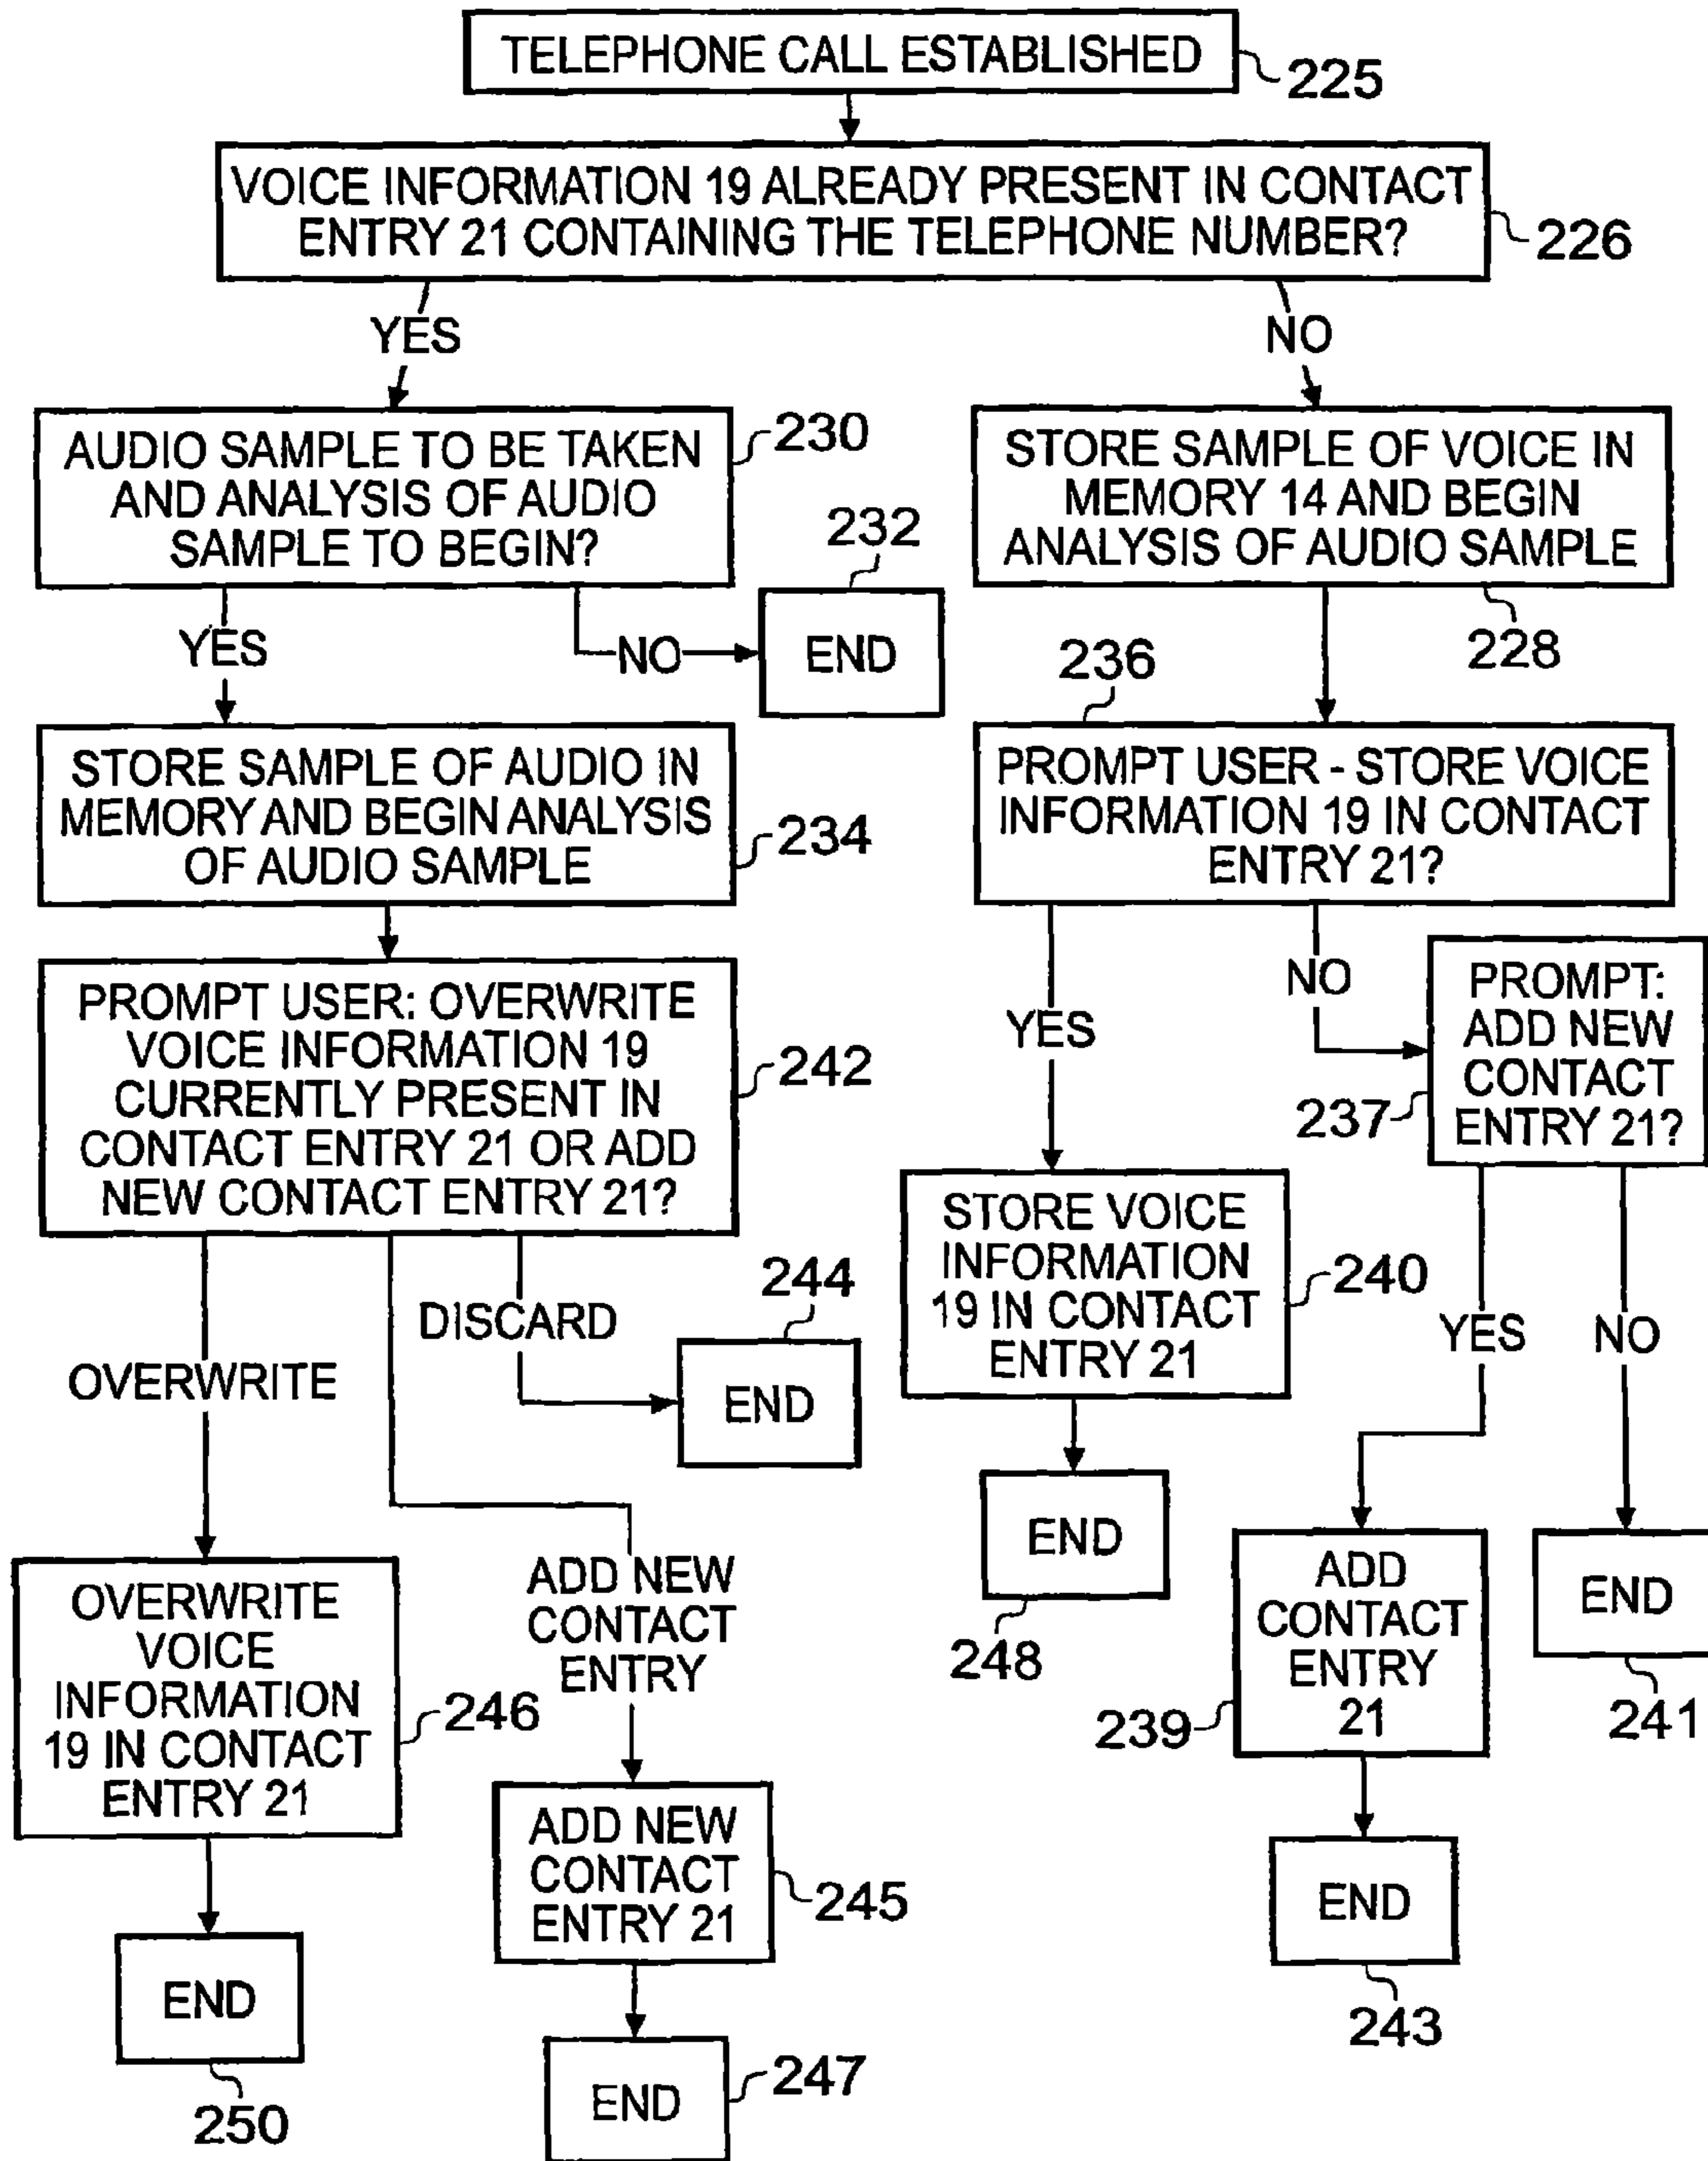 TELEPHONE CALL ESTABLISHED
225
VOICE INFORMATION 19 ALREADY PRESENT IN CONTACT
ENTRY 21 CONTAINING THE TELEPHONE NUMBER?
226
YES
NO
AUDIO SAMPLE TO BE TAKEN
AND ANALYSIS OF AUDIO
SAMPLE TO BEGIN?
230
STORE SAMPLE OF VOICE IN
MEMORY 14 AND BEGIN
ANALYSIS OF AUDIO SAMPLE
228
YES
NO
232
END
STORE SAMPLE OF AUDIO IN
MEMORY AND BEGIN ANALYSIS
OF AUDIO SAMPLE
234
236
PROMPT USER - STORE VOICE
INFORMATION 19 IN CONTACT
ENTRY 21?
YES
NO
PROMPT USER: OVERWRITE
VOICE INFORMATION 19
CURRENTLY PRESENT IN
CONTACT ENTRY 21 OR ADD
NEW CONTACT ENTRY 21?
242
PROMPT:
ADD NEW
CONTACT
ENTRY 21?
237
OVERWRITE
DISCARD
244
END
STORE VOICE
INFORMATION
19 IN CONTACT
ENTRY 21
240
YES
NO
END
248
ADD NEW
CONTACT
ENTRY
OVERWRITE
VOICE
INFORMATION
19 IN CONTACT
ENTRY 21
246
ADD
CONTACT
ENTRY
21
239
END
241
ADD NEW
CONTACT
ENTRY 21
245
END
243
END
250
END
247